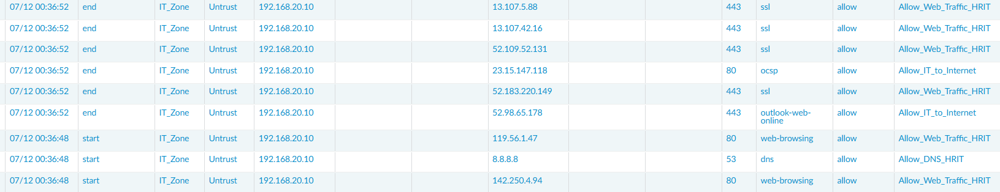 07/12 00:36:52 end IT_Zone Untrust 192.168.20.10 13.107.5.88 443 ssl allow Allow_Web_Traffic_HRIT
07/12 00:36:52 end IT_Zone Untrust 192.168.20.10 13.107.42.16 443 ssl allow Allow_Web_Traffic_HRIT
07/12 00:36:52 end IT_Zone Untrust 192.168.20.10 52.109.52.131 443 ssl allow Allow_Web_Traffic_HRIT
07/12 00:36:52 end IT_Zone Untrust 192.168.20.10 23.15.147.118 80 ocsp allow Allow_IT_to_Internet
07/12 00:36:52 end IT_Zone Untrust 192.168.20.10 52.183.220.149 443 ssl allow Allow_Web_Traffic_HRIT
07/12 00:36:52 end IT_Zone Untrust 192.168.20.10 52.98.65.178 443 outlook-web- allow Allow_IT_to_Internet
online
07/12 00:36:48 start IT_Zone Untrust 192.168.20.10 119.56.1.47 80 web-browsing allow Allow_Web_Traffic_HRIT
07/12 00:36:48 start IT_Zone Untrust 192.168.20.10 8.8.8.8 53 dns allow Allow_DNS_HRIT
07/12 00:36:48 start IT_Zone Untrust 192.168.20.10 142.250.4.94 80 web-browsing allow Allow_Web_Traffic_HRIT